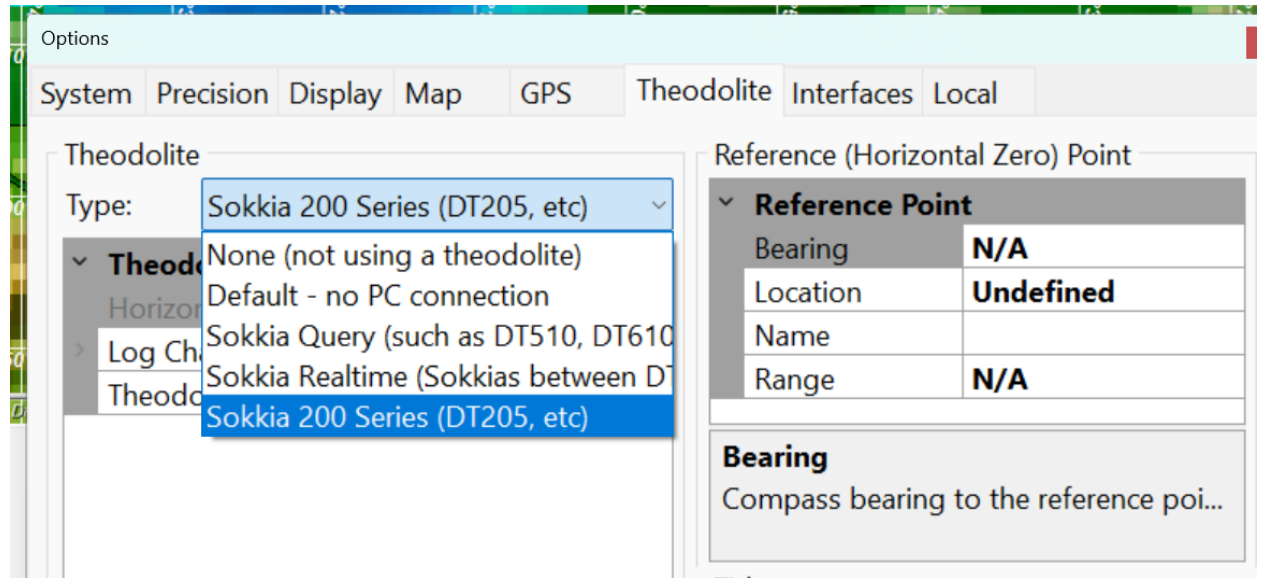 Options
System Precision Display Map GPS Theodolite Interfaces Local
Theodolite
Type: Sokkia 200 Series (DT205, etc)
None (not using a theodolite)
Default - no PC connection
Sokkia Query (such as DT510, DT610
Sokkia Realtime (Sokkias between DT
Sokkia 200 Series (DT205, etc)
Theod
Horizon
Log Cha
Theodo
Reference (Horizontal Zero) Point
Reference Point
Bearing N/A
Location Undefined
Name
Range N/A
Bearing
Compass bearing to the reference poi...